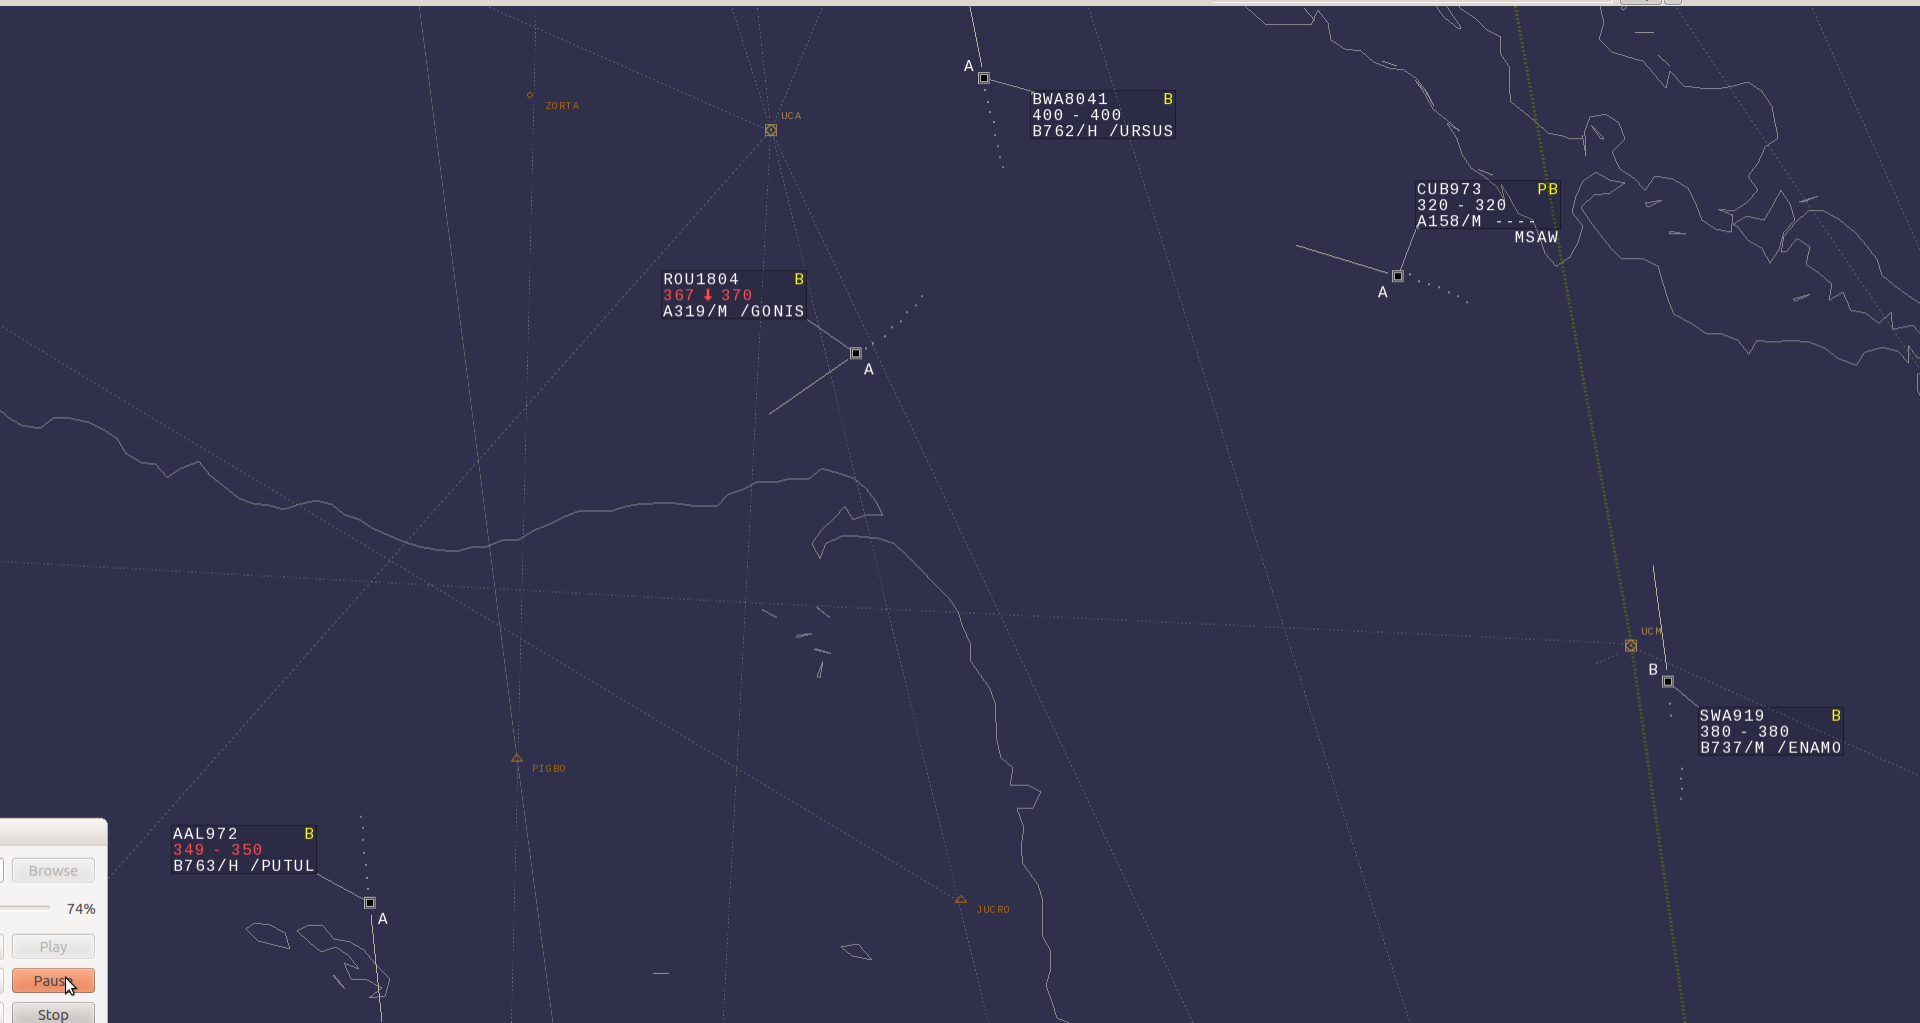 A
BWA8041 B
400 - 400
B762/H /URSUS
ZORTA
UCA
CUB973 PB
320 - 320
A158/M ----
MSAW
A
ROU1804 B
367 ⬇ 370
A319/M /GONIS
A
UCM
B
SWA919 B
380 - 380
B737/M /ENAMO
PIGBO
AAL972 B
349 - 350
B763/H /PUTUL
A
JUCRO
Browse
74%
Play
Pause
Stop